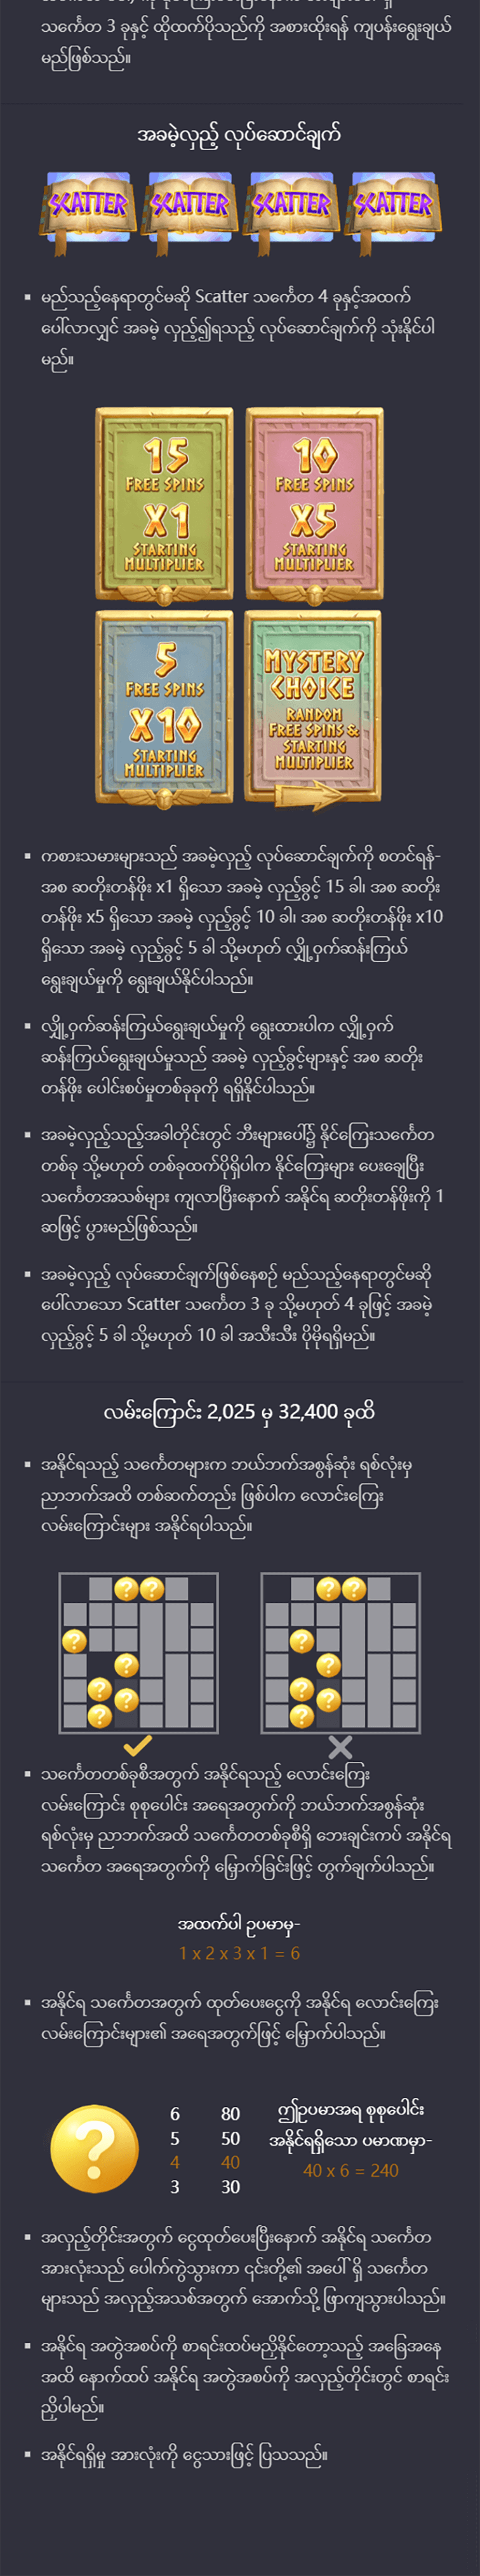 သင်္ကေတ 3 ခုနှင့် ထိုထက်ပိုသည်ကို အစားထိုးရန် ကျပန်းရွေးချယ်
မည်ဖြစ်သည်။
အခမဲ့လှည့် လုပ်ဆောင်ချက်
SCATTER SCATTER SCATTER SCATTER
▪ မည်သည့်နေရာတွင်မဆို Scatter သင်္ကေတ 4 ခုနှင့်အထက်
ပေါ်လာလျှင် အခမဲ့ လှည့်၍ရသည့် လုပ်ဆောင်ချက်ကို သုံးနိုင်ပါ
မည်။
15
FREE SPINS
X1
STARTING
MULTIPLIER
10
FREE SPINS
X5
STARTING
MULTIPLIER
5
FREE SPINS
X10
STARTING
MULTIPLIER
MYSTERY
CHOICE
RANDOM
FREE SPINS &
STARTING
MULTIPLIER
▪ ကစားသမားများသည် အခမဲ့လှည့် လုပ်ဆောင်ချက်ကို စတင်ရန်-
အစ ဆတိုးတန်ဖိုး x1 ရှိသော အခမဲ့ လှည့်ခွင့် 15 ခါ၊ အစ ဆတိုး
တန်ဖိုး x5 ရှိသော အခမဲ့ လှည့်ခွင့် 10 ခါ၊ အစ ဆတိုးတန်ဖိုး x10
ရှိသော အခမဲ့ လှည့်ခွင့် 5 ခါ သို့မဟုတ် လျှို့ဝှက်ဆန်းကြယ်
ရွေးချယ်မှုကို ရွေးချယ်နိုင်ပါသည်။
▪ လျှို့ဝှက်ဆန်းကြယ်ရွေးချယ်မှုကို ရွေးထားပါက လျှို့ဝှက်
ဆန်းကြယ်ရွေးချယ်မှုသည် အခမဲ့ လှည့်ခွင့်များနှင့် အစ ဆတိုး
တန်ဖိုး ပေါင်းစပ်မှုတစ်ခုခုကို ရရှိနိုင်ပါသည်။
▪ အခမဲ့လှည့်သည့်အခါတိုင်းတွင် ဘီးများပေါ်၌ နိုင်ကြေးသင်္ကေတ
တစ်ခု သို့မဟုတ် တစ်ခုထက်ပိုရှိပါက နိုင်ကြေးများ ပေးချေပြီး
သင်္ကေတအသစ်များ ကျလာပြီးနောက် အနိုင်ရ ဆတိုးတန်ဖိုးကို 1
ဆဖြင့် ပွားမည်ဖြစ်သည်။
▪ အခမဲ့လှည့် လုပ်ဆောင်ချက်ဖြစ်နေစဉ် မည်သည့်နေရာတွင်မဆို
ပေါ်လာသော Scatter သင်္ကေတ 3 ခု သို့မဟုတ် 4 ခုဖြင့် အခမဲ့
လှည့်ခွင့် 5 ခါ သို့မဟုတ် 10 ခါ အသီးသီး ပိုမိုရရှိမည်။
လမ်းကြောင်း 2,025 မှ 32,400 ခုထိ
▪ အနိုင်ရသည့် သင်္ကေတများက ဘယ်ဘက်အစွန်ဆုံး ရစ်လုံးမှ
ညာဘက်အထိ တစ်ဆက်တည်း ဖြစ်ပါက လောင်းကြေး
လမ်းကြောင်းများ အနိုင်ရပါသည်။
▪ သင်္ကေတတစ်ခုစီအတွက် အနိုင်ရသည့် လောင်းကြေး
လမ်းကြောင်း စုစုပေါင်း အရေအတွက်ကို ဘယ်ဘက်အစွန်ဆုံး
ရစ်လုံးမှ ညာဘက်အထိ သင်္ကေတတစ်ခုစီရှိ ဘေးချင်းကပ် အနိုင်ရ
သင်္ကေတ အရေအတွက်ကို မြှောက်ခြင်းဖြင့် တွက်ချက်ပါသည်။
အထက်ပါ ဥပမာမှ-
1 x 2 x 3 x 1 = 6
▪ အနိုင်ရ သင်္ကေတအတွက် ထုတ်ပေးငွေကို အနိုင်ရ လောင်းကြေး
လမ်းကြောင်းများ၏ အရေအတွက်ဖြင့် မြှောက်ပါသည်။
6 80
5 50
4 40
3 30
ဤဥပမာအရ စုစုပေါင်း
အနိုင်ရရှိသော ပမာဏမှာ-
40 x 6 = 240
▪ အလှည့်တိုင်းအတွက် ငွေထုတ်ပေးပြီးနောက် အနိုင်ရ သင်္ကေတ
အားလုံးသည် ပေါက်ကွဲသွားကာ ၎င်းတို့၏ အပေါ် ရှိ သင်္ကေတ
များသည် အလှည့်အသစ်အတွက် အောက်သို့ ဖြာကျသွားပါသည်။
▪ အနိုင်ရ အတွဲအစပ်ကို စာရင်းထပ်မညှိနိုင်တော့သည့် အခြေအနေ
အထိ နောက်ထပ် အနိုင်ရ အတွဲအစပ်ကို အလှည့်တိုင်းတွင် စာရင်း
ညှိပါမည်။
▪ အနိုင်ရရှိမှု အားလုံးကို ငွေသားဖြင့် ပြသသည်။